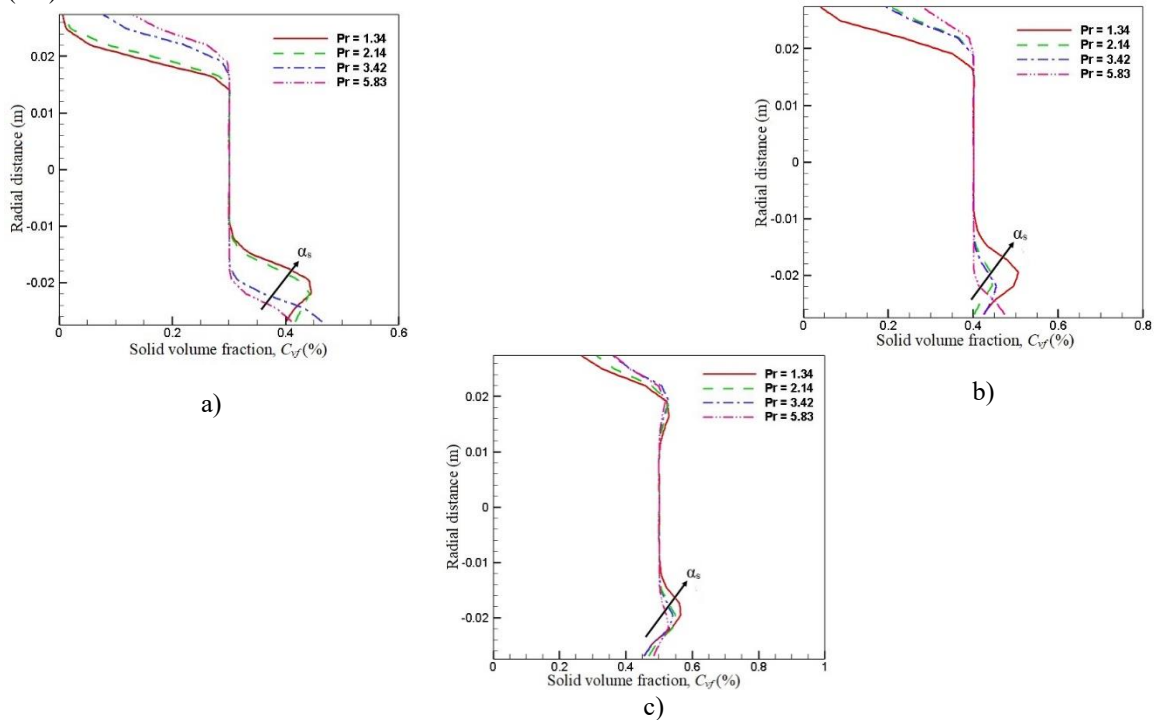 Pr = 1.34
Pr = 2.14
Pr = 3.42
Pr = 5.83
Radial distance (m)
0.02
0.01
0
-0.01
-0.02
αs
0
0.2
0.4
0.6
Solid volume fraction, Cvf (%)
a)
Pr = 1.34
Pr = 2.14
Pr = 3.42
Pr = 5.83
Radial distance (m)
0.02
0.01
0
-0.01
-0.02
αs
0
0.2
0.4
0.6
0.8
Solid volume fraction, Cvf (%)
b)
Pr = 1.34
Pr = 2.14
Pr = 3.42
Pr = 5.83
Radial distance (m)
0.02
0.01
0
-0.01
-0.02
αs
0
0.2
0.4
0.6
0.8
1
Solid volume fraction, Cvf (%)
c)